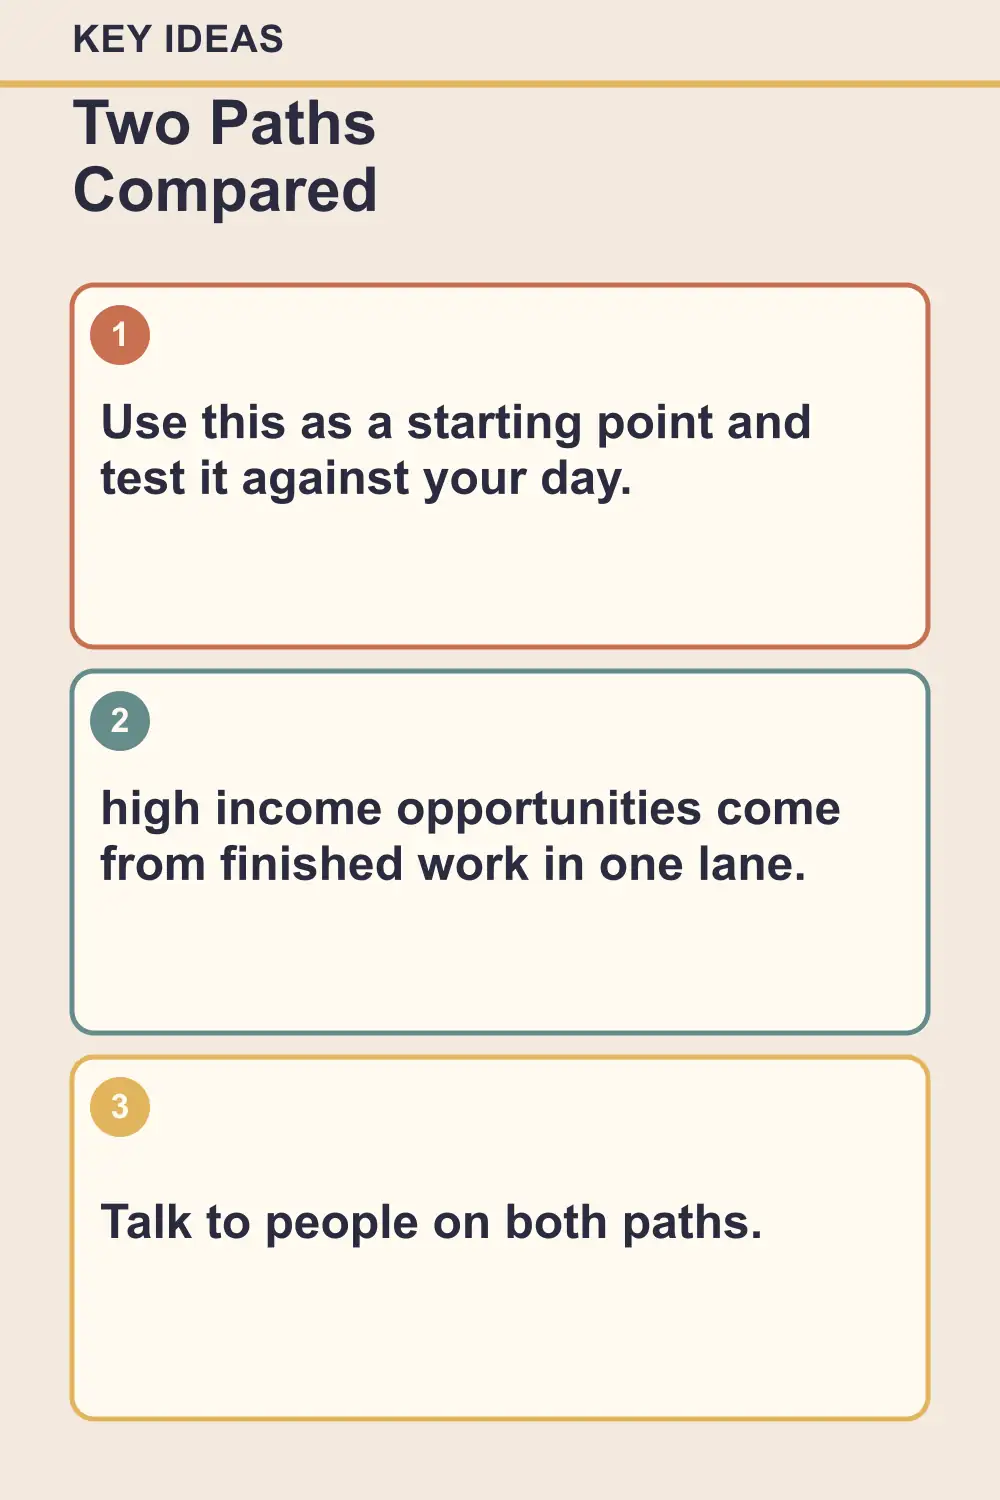 KEY IDEAS
Two Paths
Compared
1
Use this as a starting point and
test it against your day.
2
high income opportunities come
from finished work in one lane.
3
Talk to people on both paths.